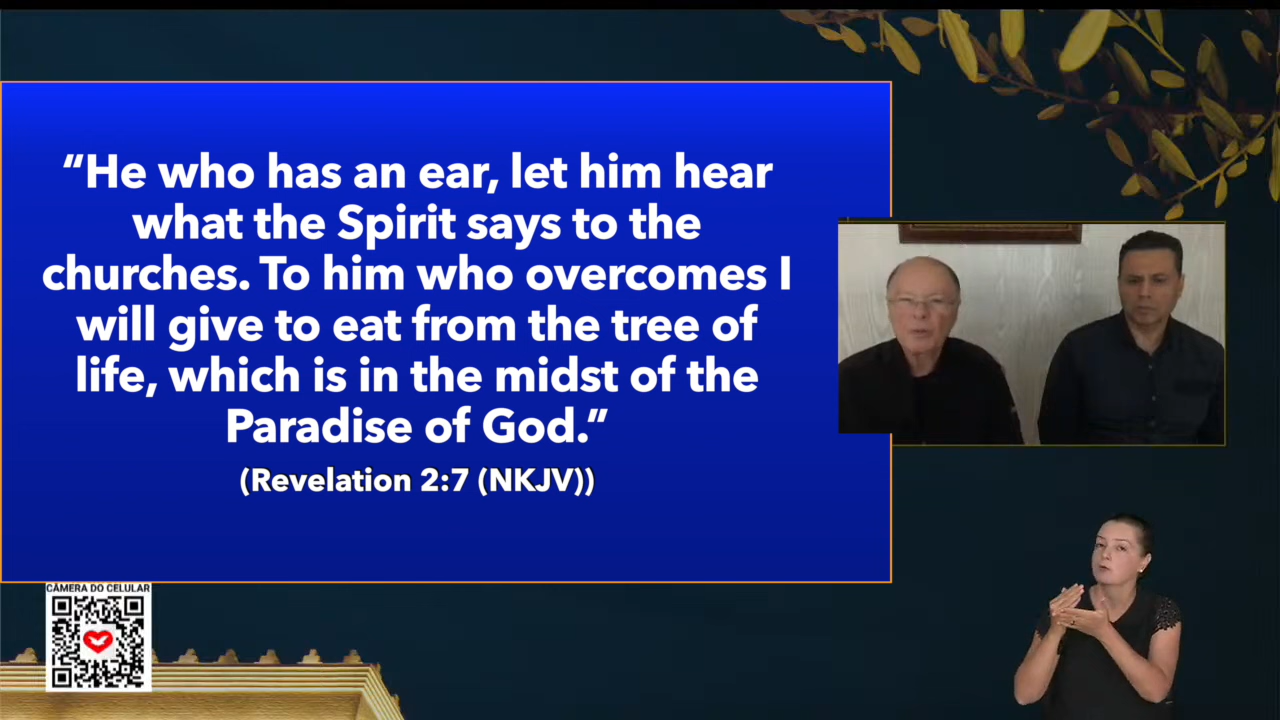 “He who has an ear, let him hear
what the Spirit says to the
churches. To him who overcomes I
will give to eat from the tree of
life, which is in the midst of the
Paradise of God.”
(Revelation 2:7 (NKJV))
CÂMERA DO CELULAR